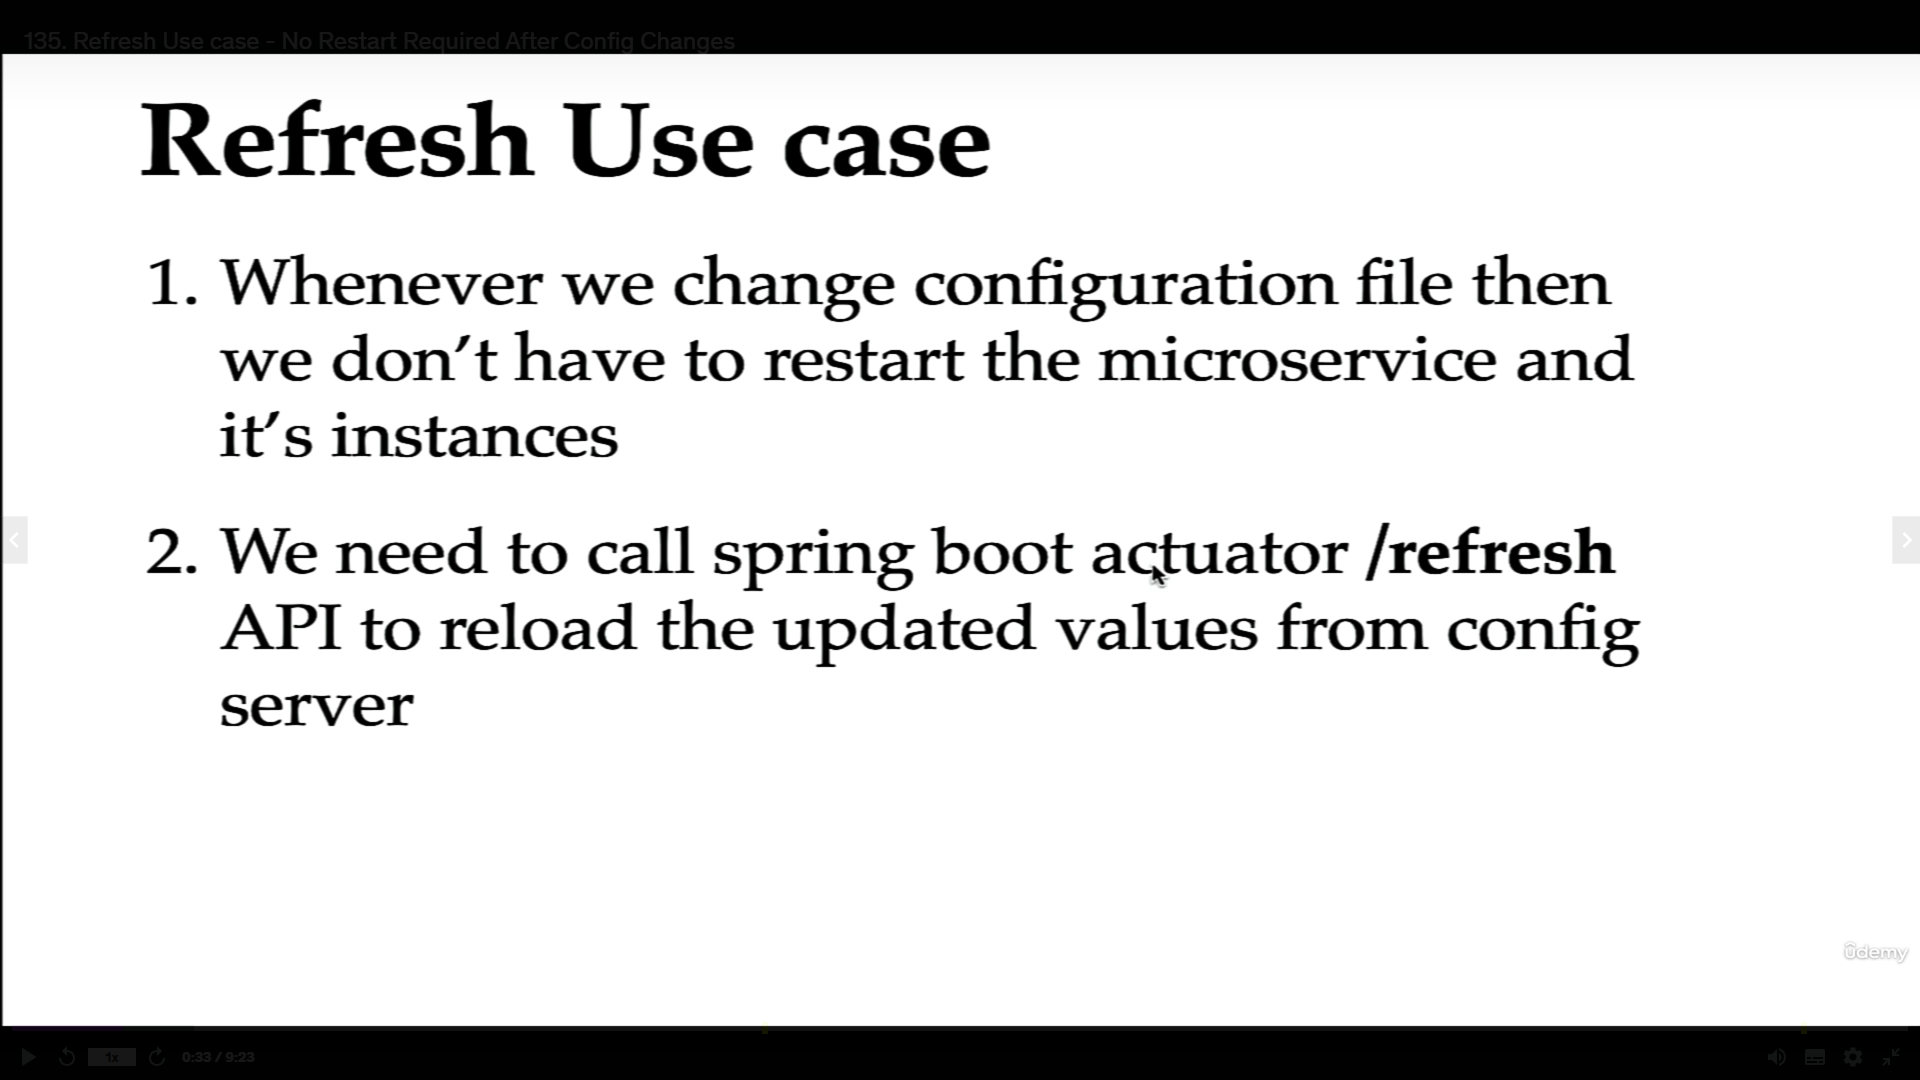 135. Refresh Use case - No Restart Required After Config Changes
Refresh Use case
1. Whenever we change configuration file then
we don’t have to restart the microservice and
it’s instances
2. We need to call spring boot actuator /refresh
API to reload the updated values from config
server
ûdemy
1x
0:33 / 9:23